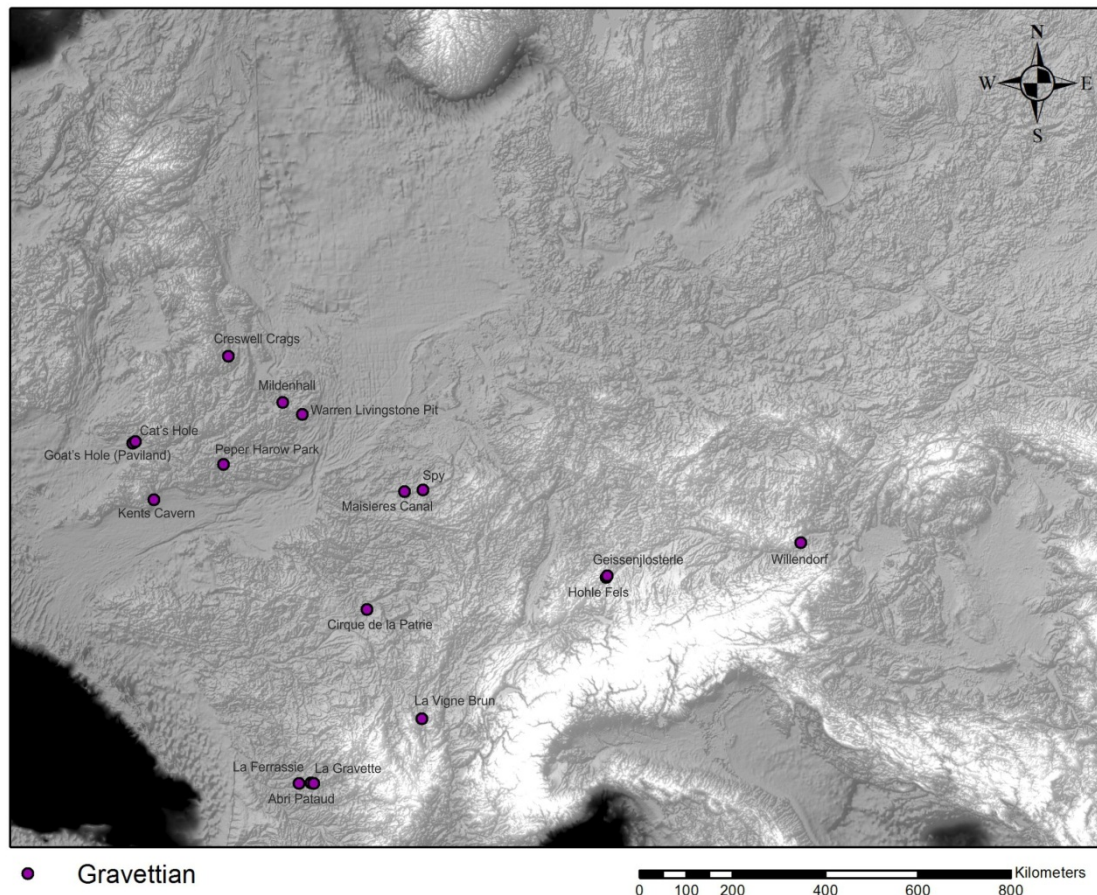 N
W E
S
Creswell Crags
Mildenhall
Warren Livingstone Pit
Cat's Hole
Goat's Hole (Paviland)
Peper Harow Park
Spy
Maisieres Canal
Kents Cavern
Willendorf
Geissenjlosterle
Hohle Fels
Cirque de la Patrie
La Vigne Brun
La Ferrassie
La Gravette
Abri Pataud
Gravettian
Kilometers
0 100 200 400 600 800